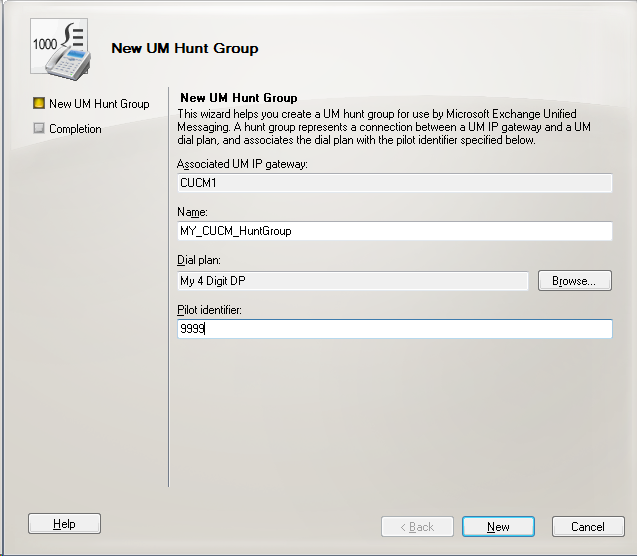 1000
New UM Hunt Group
New UM Hunt Group
Completion
New UM Hunt Group
This wizard helps you create a UM hunt group for use by Microsoft Exchange Unified
Messaging. A hunt group represents a connection between a UM IP gateway and a UM
dial plan, and associates the dial plan with the pilot identifier specified below.
Associated UM IP gateway:
CUCM1
Name:
MY_CUCM_HuntGroup
Dial plan:
My 4 Digit DP
Browse...
Pilot identifier:
9999
Help
< Back
New
Cancel